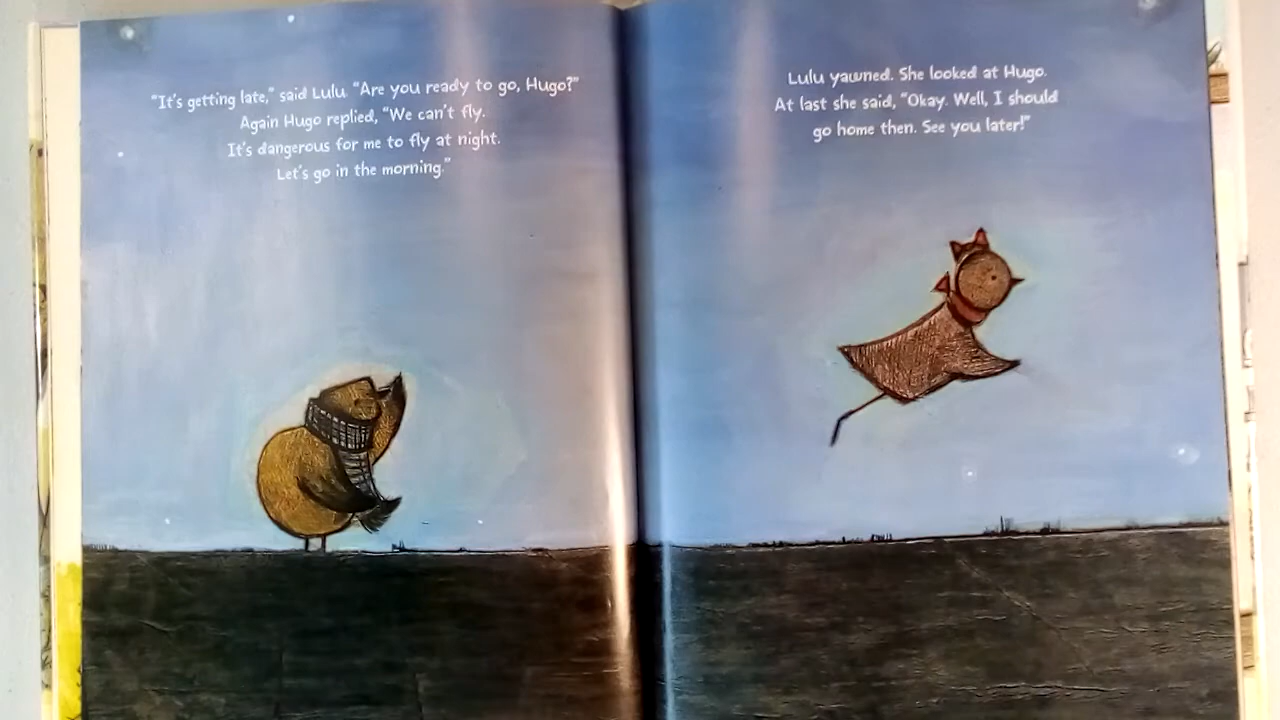 "It's getting late," said Lulu. "Are you ready to go, Hugo?"
Again Hugo replied, "We can't fly.
It's dangerous for me to fly at night.
Let's go in the morning."
Lulu yawned. She looked at Hugo.
At last she said, "Okay. Well, I should
go home then. See you later!"